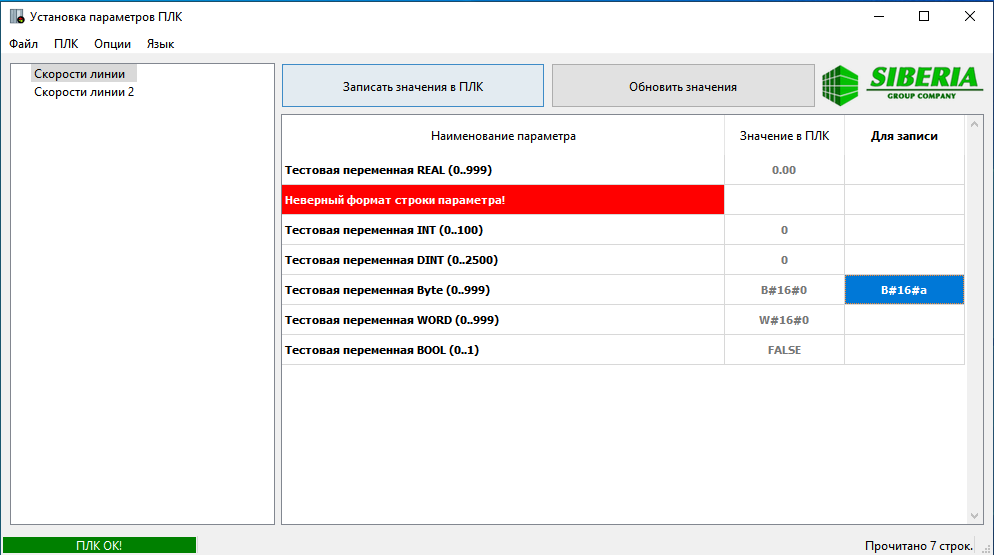 Установка параметров ПЛК
Файл ПЛК Опции Язык
Скорости линии
Скорости линии 2
Записать значения в ПЛК
Обновить значения
SIBERIA
GROUP COMPANY
Наименование параметра Значение в ПЛК Для записи
Тестовая переменная REAL (0..999) 0.00
Неверный формат строки параметра!
Тестовая переменная INT (0..100) 0
Тестовая переменная DINT (0..2500) 0
Тестовая переменная Byte (0..999) B#16#0 B#16#a
Тестовая переменная WORD (0..999) W#16#0
Тестовая переменная BOOL (0..1) FALSE
ПЛК ОК!
Прочитано 7 строк.